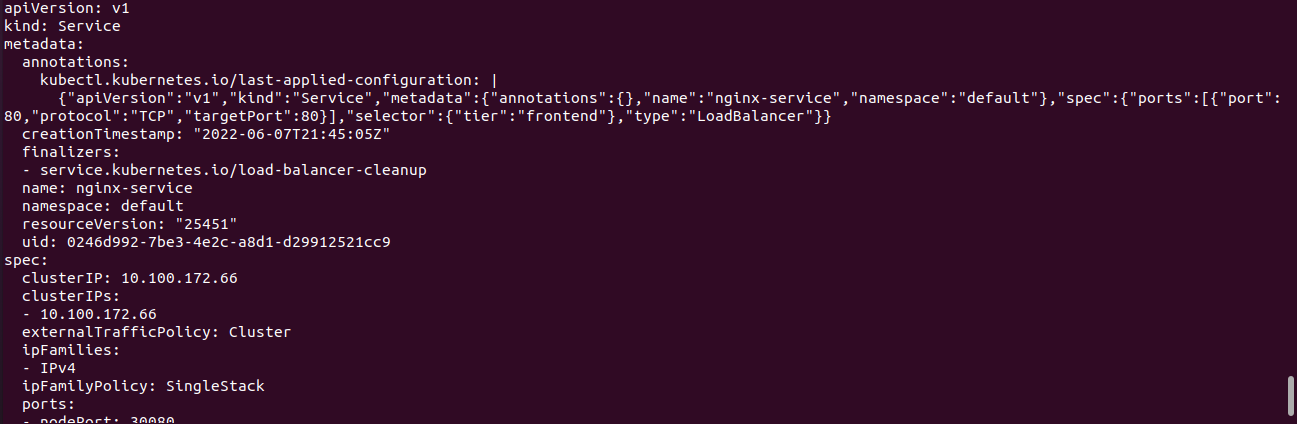 apiVersion: v1
kind: Service
metadata:
  annotations:
    kubectl.kubernetes.io/last-applied-configuration: |
      {"apiVersion":"v1","kind":"Service","metadata":{"annotations":{},"name":"nginx-service","namespace":"default"},"spec":{"ports":[{"port":
80,"protocol":"TCP","targetPort":80}],"selector":{"tier":"frontend"},"type":"LoadBalancer"}}
  creationTimestamp: "2022-06-07T21:45:05Z"
  finalizers:
  - service.kubernetes.io/load-balancer-cleanup
  name: nginx-service
  namespace: default
  resourceVersion: "25451"
  uid: 0246d992-7be3-4e2c-a8d1-d29912521cc9
spec:
  clusterIP: 10.100.172.66
  clusterIPs:
  - 10.100.172.66
  externalTrafficPolicy: Cluster
  ipFamilies:
  - IPv4
  ipFamilyPolicy: SingleStack
  ports:
  - nodePort: 30080